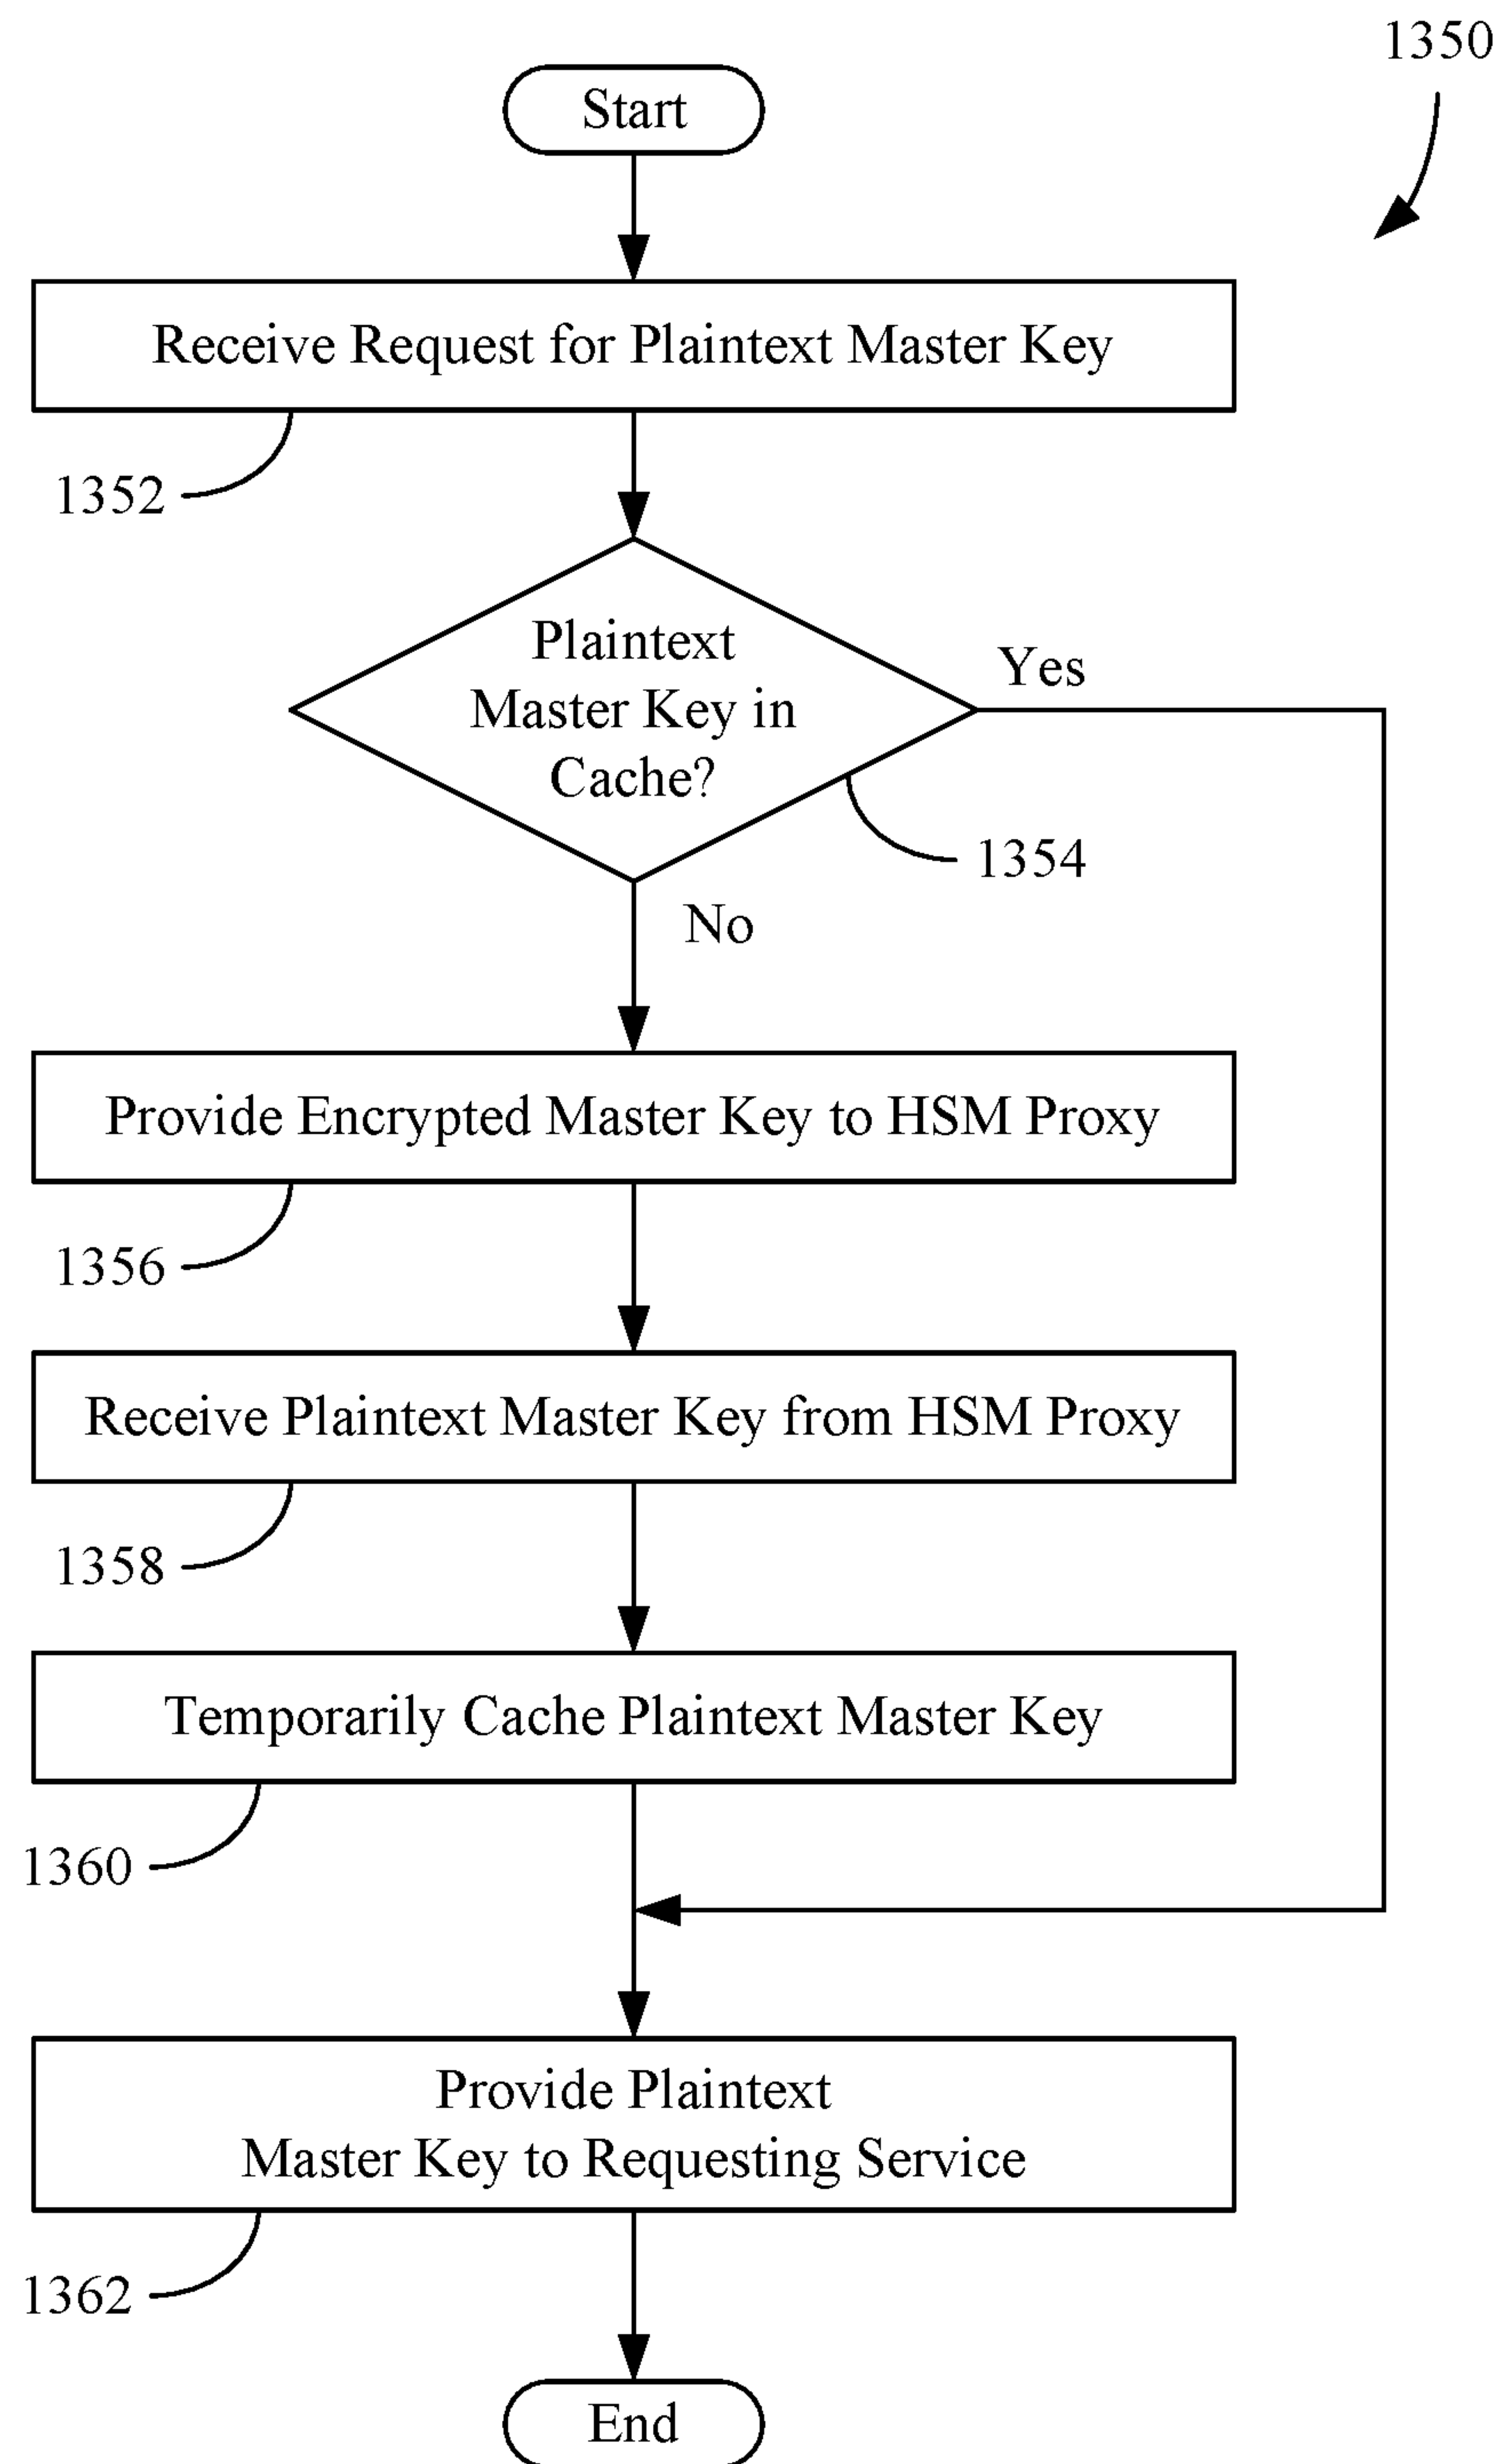 1350
Start
Receive Request for Plaintext Master Key
1352
Plaintext
Master Key in
Cache?
Yes
1354
No
Provide Encrypted Master Key to HSM Proxy
1356
Receive Plaintext Master Key from HSM Proxy
1358
Temporarily Cache Plaintext Master Key
1360
Provide Plaintext
Master Key to Requesting Service
1362
End